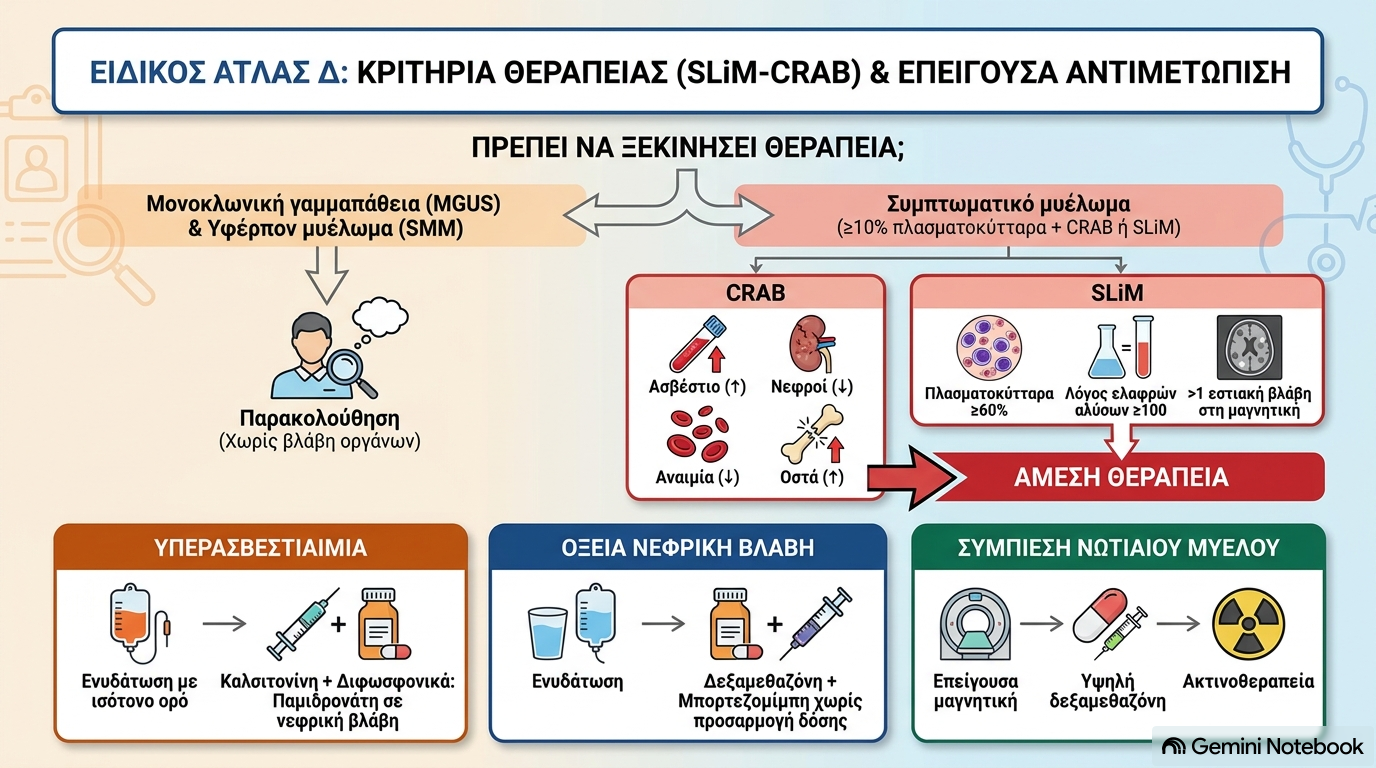 ΕΙΔΙΚΟΣ ΑΤΛΑΣ Δ: ΚΡΙΤΗΡΙΑ ΘΕΡΑΠΕΙΑΣ (SLiM-CRAB) & ΕΠΕΙΓΟΥΣΑ ΑΝΤΙΜΕΤΩΠΙΣΗ
ΠΡΕΠΕΙ ΝΑ ΞΕΚΙΝΗΣΕΙ ΘΕΡΑΠΕΙΑ;
Μονοκλωνική γαμμαπάθεια (MGUS)
& Υφέρπον μυέλωμα (SMM)
Παρακολούθηση
(Χωρίς βλάβη οργάνων)
Συμπτωματικό μυέλωμα
(≥10% πλασματοκύτταρα + CRAB ή SLiM)
CRAB
Ασβέστιο (↑)
Νεφροί (↓)
Αναιμία (↓)
Οστά (↑)
SLiM
Πλασματοκύτταρα
≥60%
=
Λόγος ελαφρών
αλύσων ≥100
>1 εστιακή βλάβη
στη μαγνητική
ΑΜΕΣΗ ΘΕΡΑΠΕΙΑ
ΥΠΕΡΑΣΒΕΣΤΙΑΙΜΙΑ
Ενυδάτωση με
ισότονο ορό
+
Καλσιτονίνη + Διφωσφονικά:
Παμιδρονάτη σε
νεφρική βλάβη
ΟΞΕΙΑ ΝΕΦΡΙΚΗ ΒΛΑΒΗ
Ενυδάτωση
+
Δεξαμεθαζόνη +
Μπορτεζομίμπη χωρίς
προσαρμογή δόσης
ΣΥΜΠΙΕΣΗ ΝΩΤΙΑΙΟΥ ΜΥΕΛΟΥ
Επείγουσα
μαγνητική
Υψηλή
δεξαμεθαζόνη
Ακτινοθεραπεία
Gemini Notebook